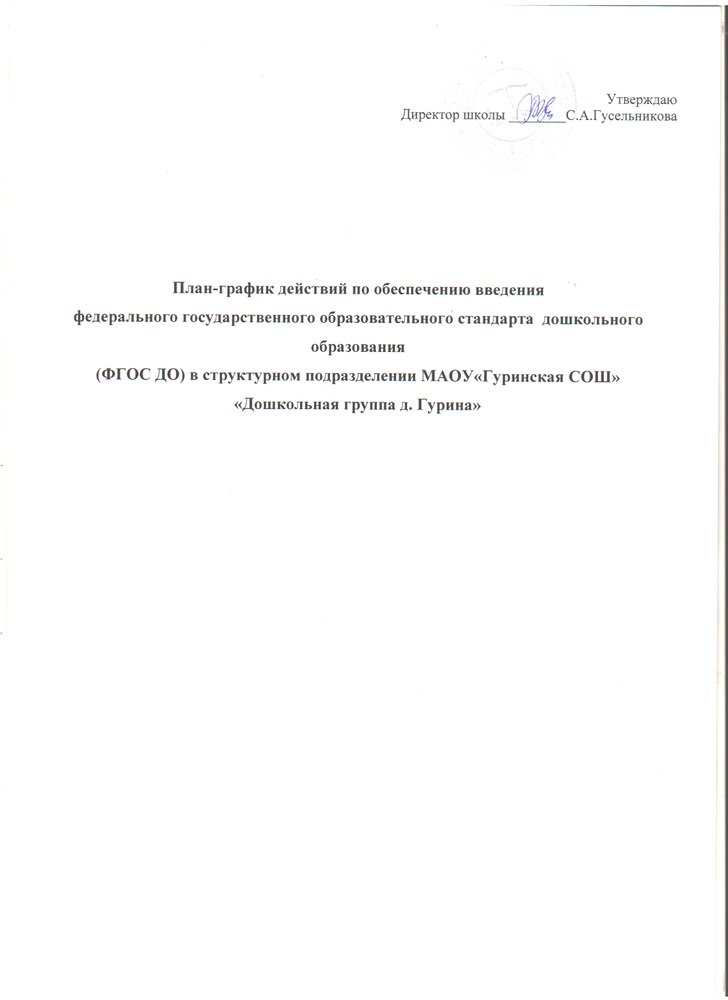 Утверждаю
Директор школы ________С.А.Гусельникова
План-график действий по обеспечению введения
федерального государственного образовательного стандарта дошкольного
образования
(ФГОС ДО) в структурном подразделении МАОУ«Гуринская СОШ»
«Дошкольная группа д. Гурина»